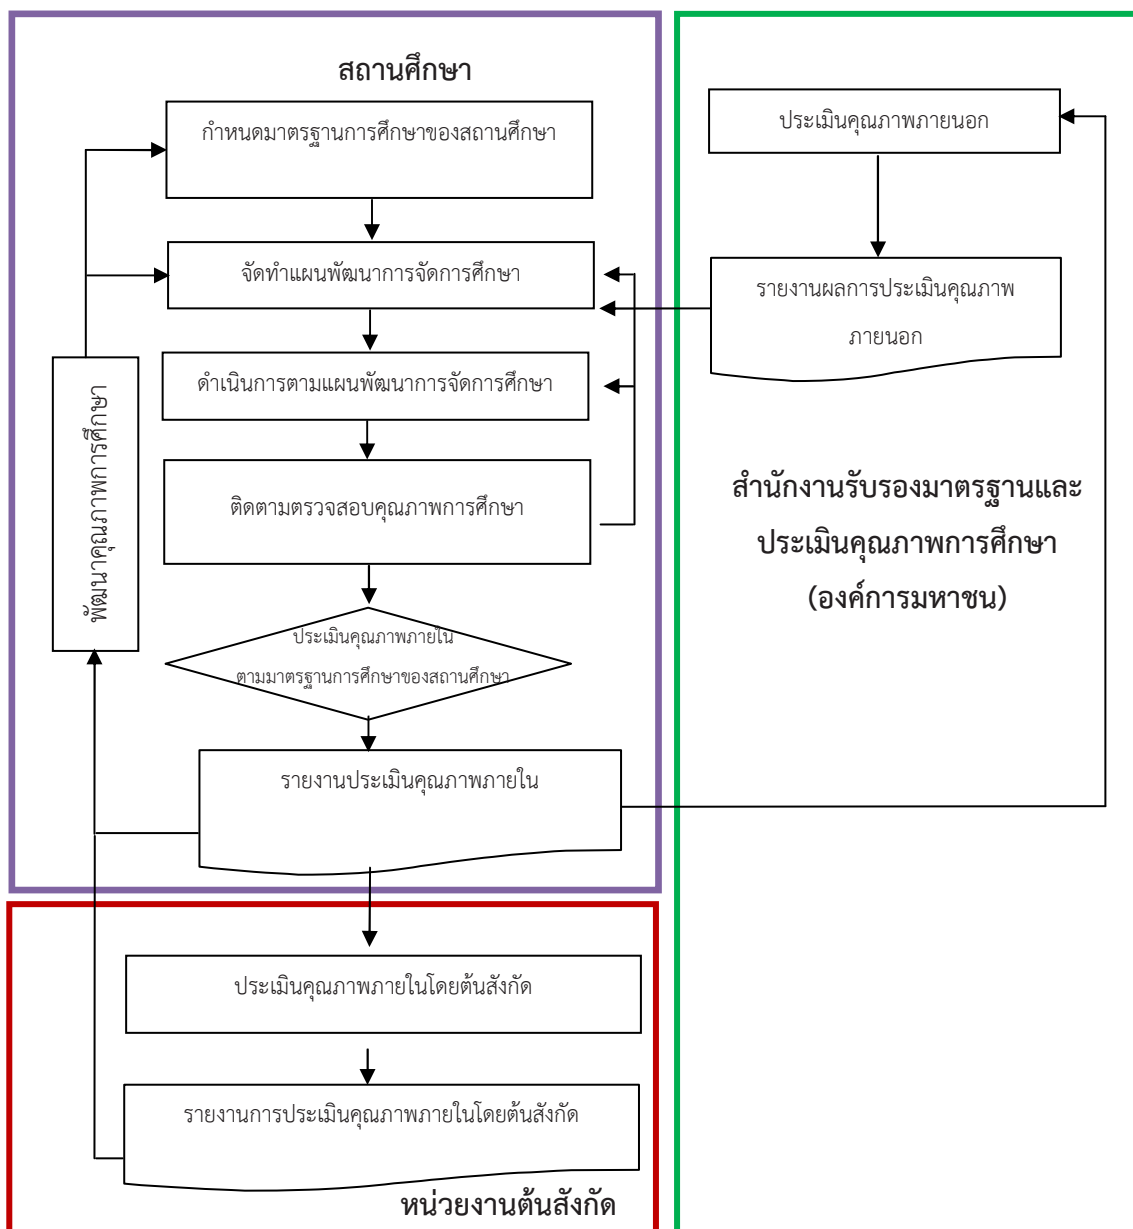 สถานศึกษา
กำหนดมาตรฐานการศึกษาของสถานศึกษา
จัดทำแผนพัฒนาการจัดการศึกษา
ดำเนินการตามแผนพัฒนาการจัดการศึกษา
ติดตามตรวจสอบคุณภาพการศึกษา
ประเมินคุณภาพภายใน
ตามมาตรฐานการศึกษาของสถานศึกษา
รายงานประเมินคุณภาพภายใน
พัฒนาคุณภาพการศึกษา
ประเมินคุณภาพภายนอก
รายงานผลการประเมินคุณภาพ
ภายนอก
สำนักงานรับรองมาตรฐานและ
ประเมินคุณภาพการศึกษา
(องค์การมหาชน)
ประเมินคุณภาพภายในโดยต้นสังกัด
รายงานการประเมินคุณภาพภายในโดยต้นสังกัด
หน่วยงานต้นสังกัด